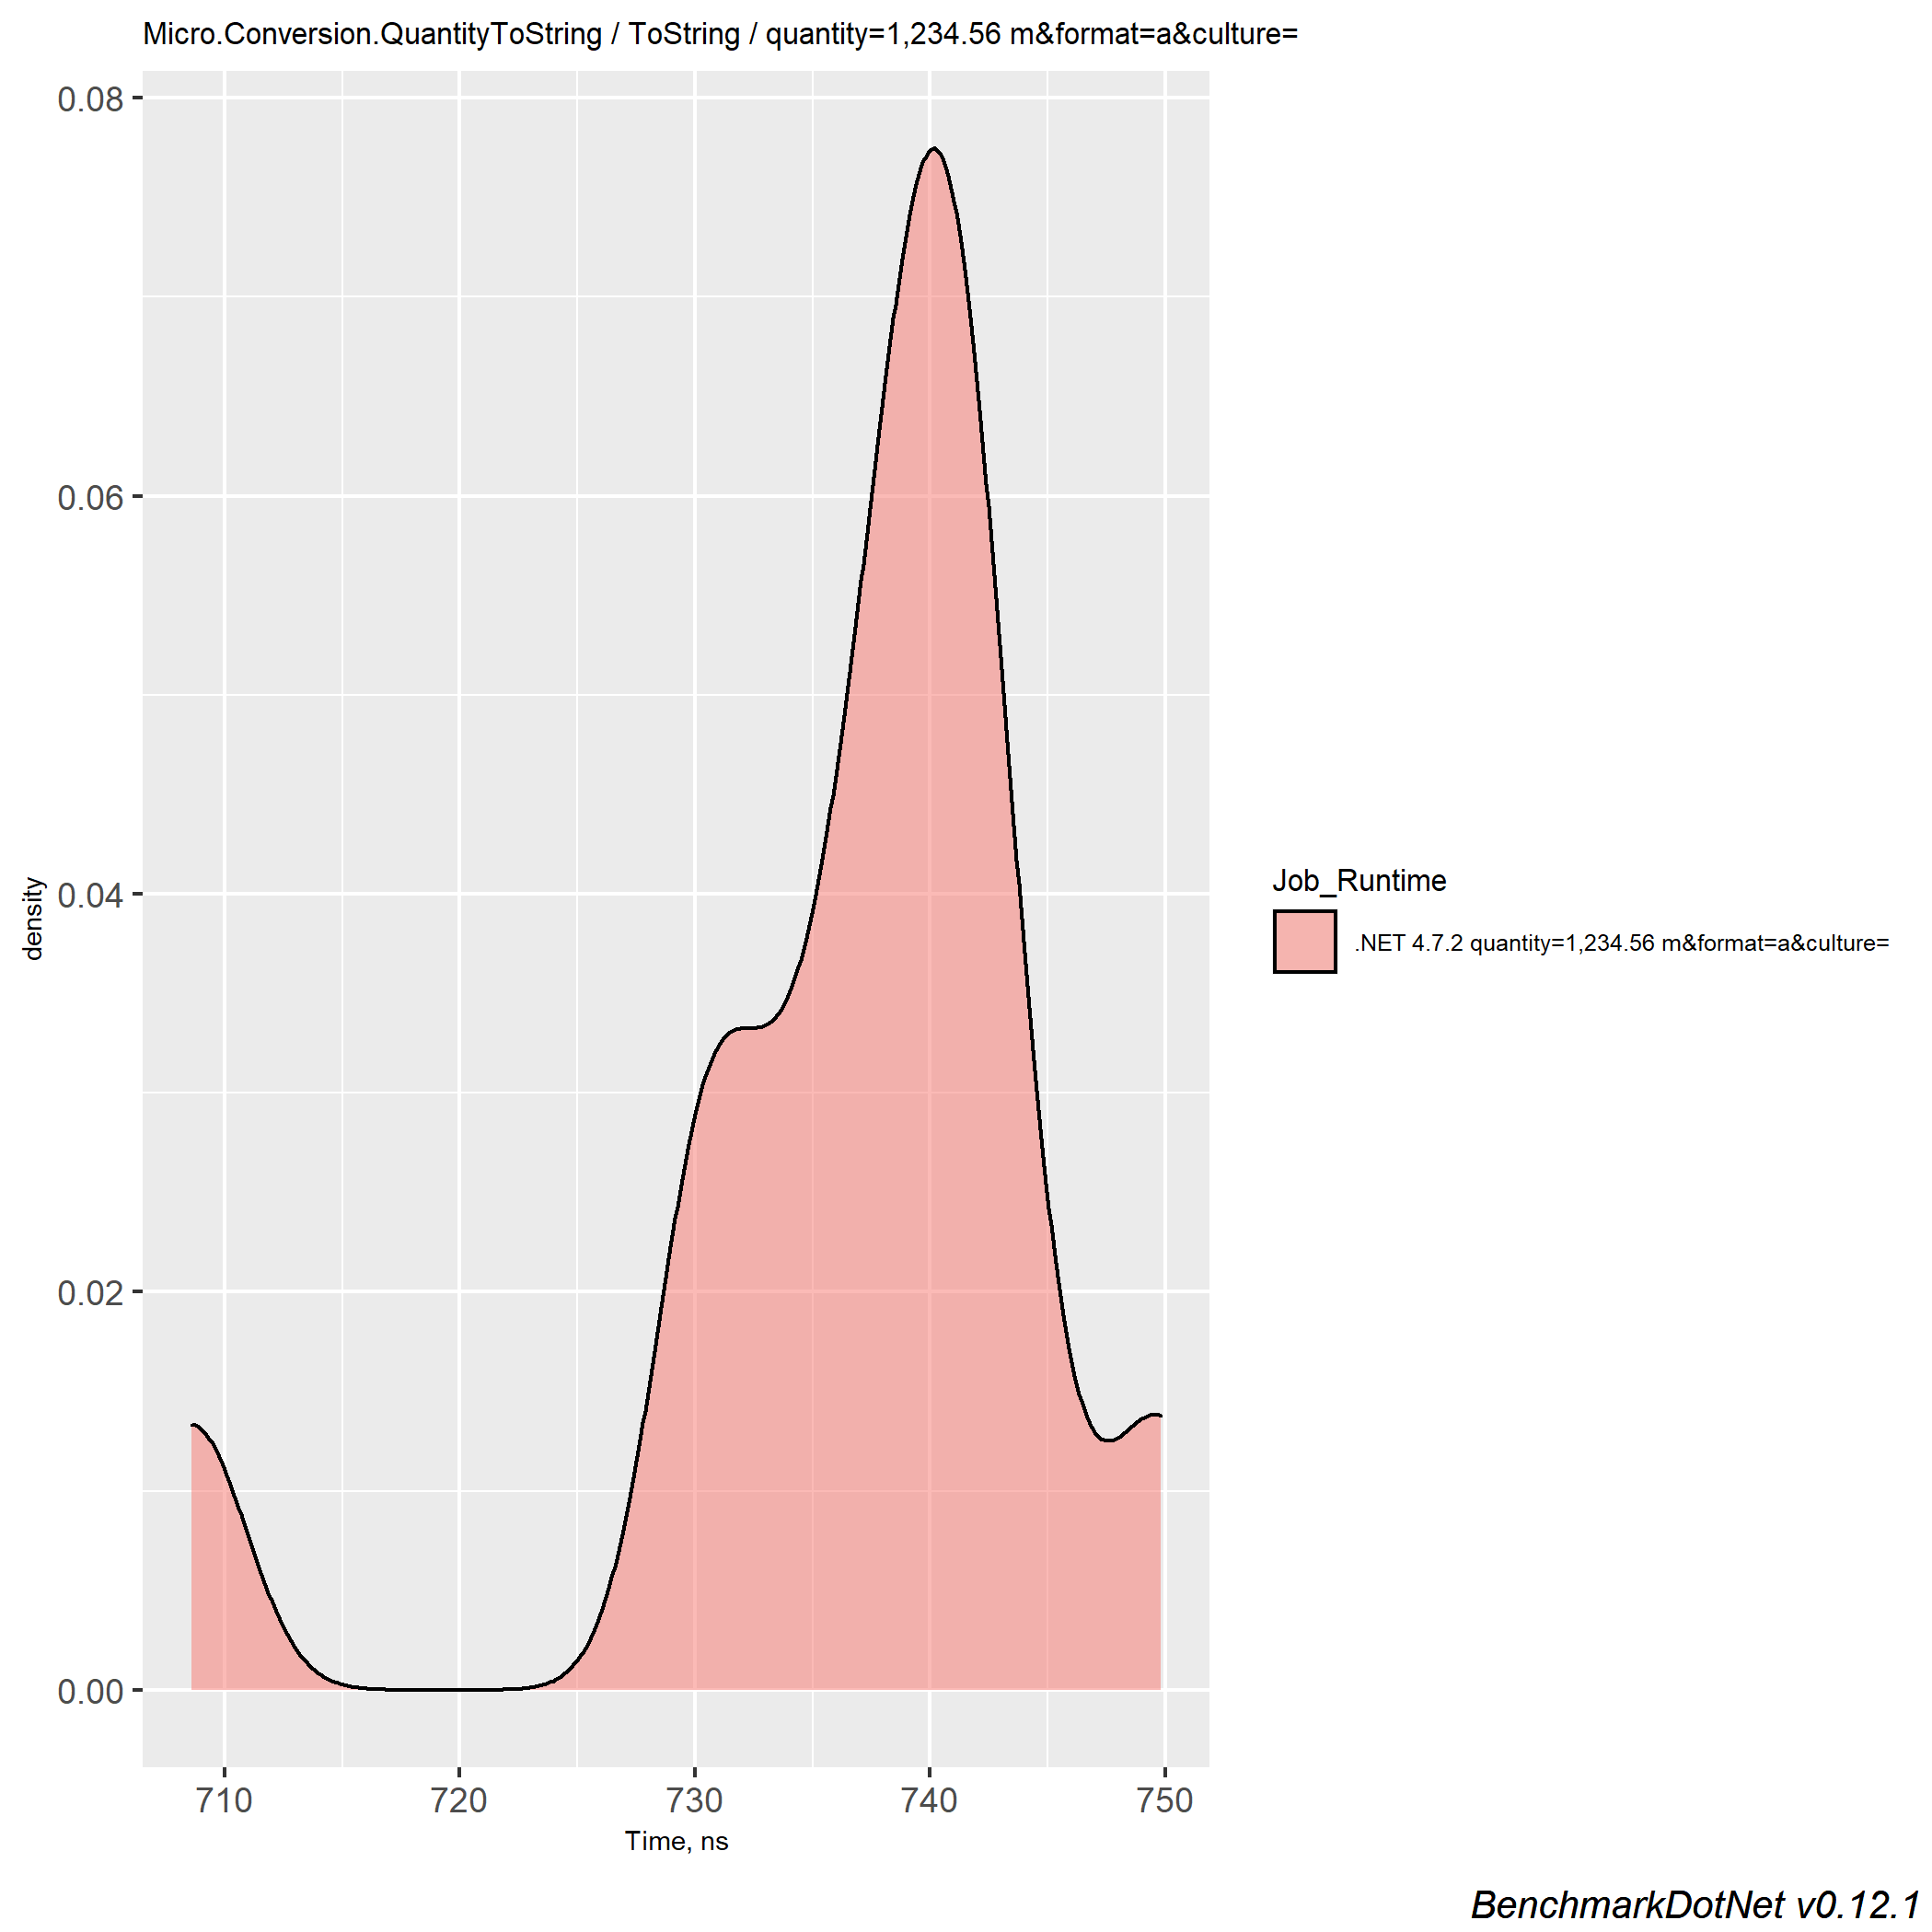 Micro.Conversion.QuantityToString / ToString / quantity=1,234.56 m&format=a&culture=
0.08
0.06
0.04
0.02
0.00
density
710 720 730 740 750
Time, ns
Job_Runtime
.NET 4.7.2 quantity=1,234.56 m&format=a&culture=
BenchmarkDotNet v0.12.1